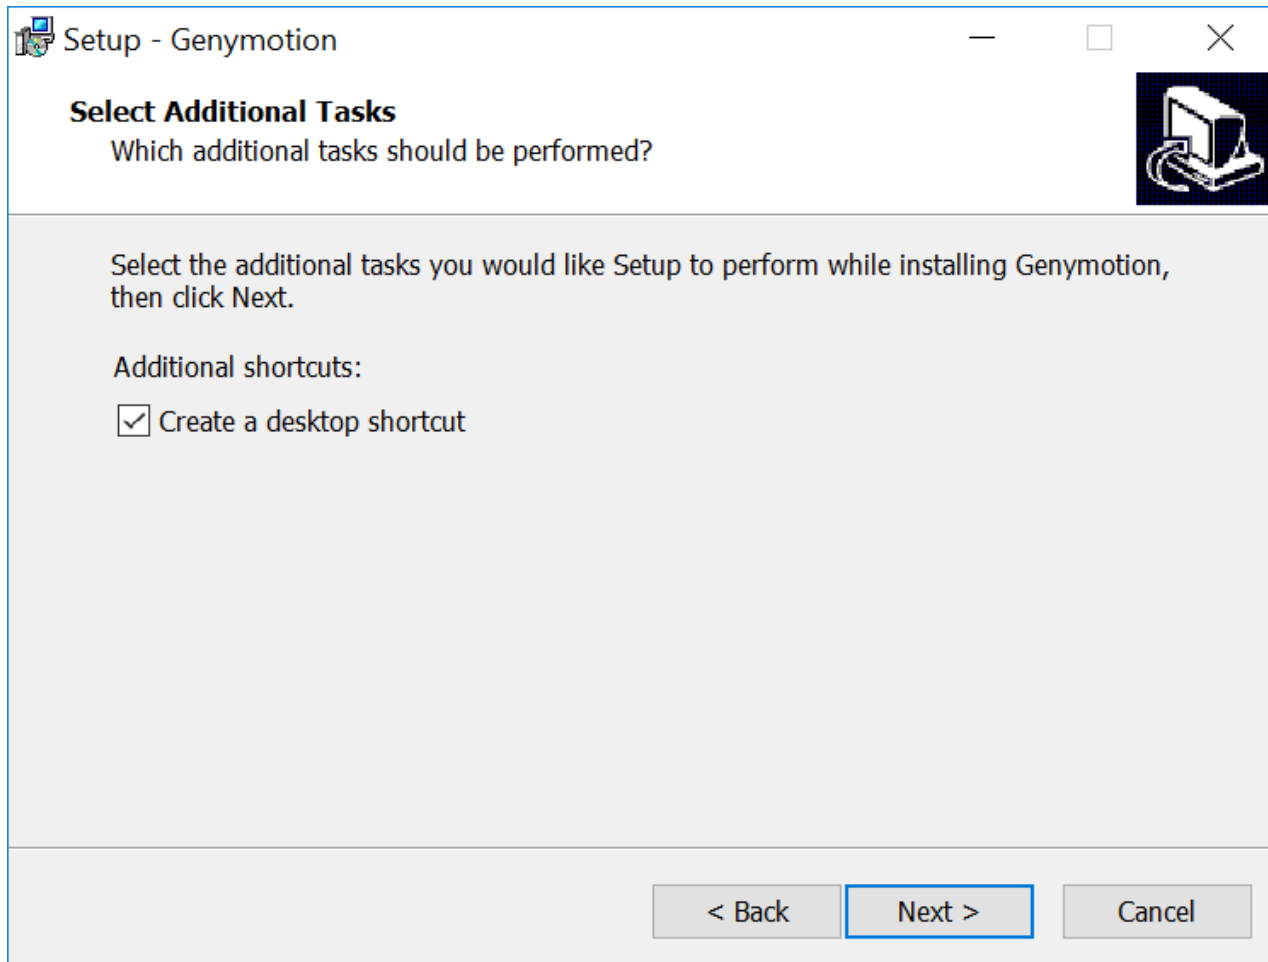 Setup - Genymotion
Select Additional Tasks
Which additional tasks should be performed?
Select the additional tasks you would like Setup to perform while installing Genymotion,
then click Next.
Additional shortcuts:
Create a desktop shortcut
< Back
Next >
Cancel